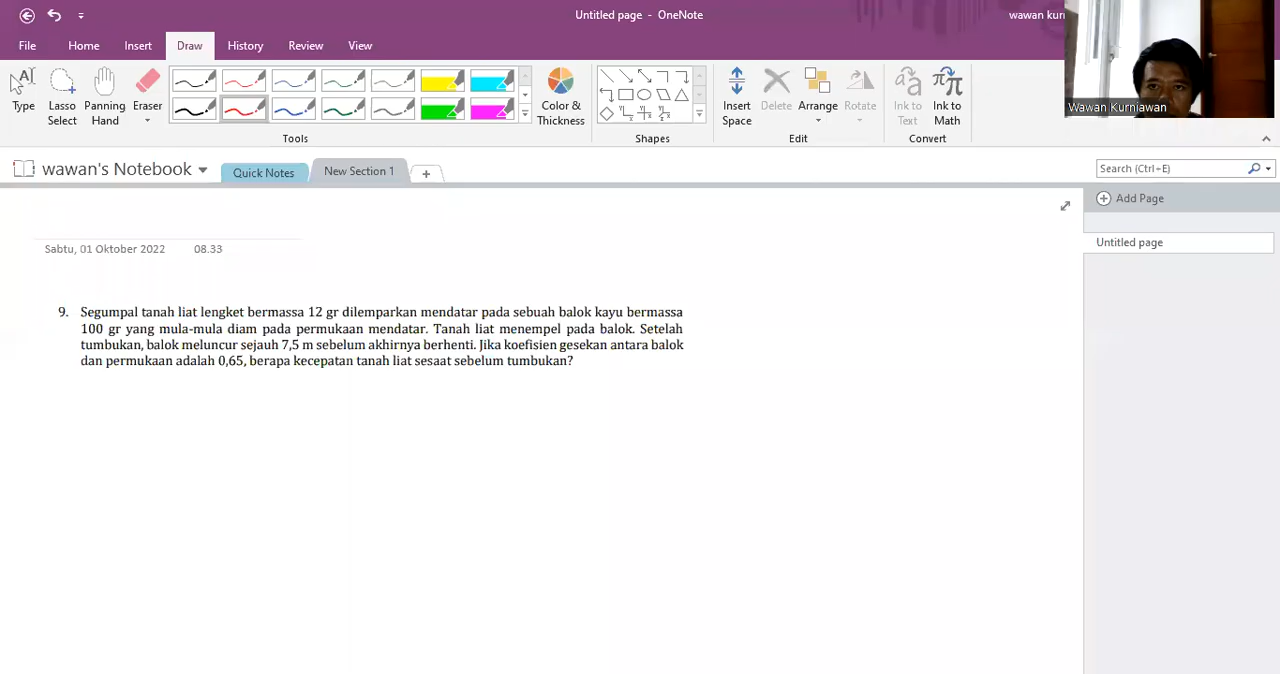 Untitled page - OneNote
wawan kurn
File Home Insert Draw History Review View
Type
Lasso Select
Panning Hand
Eraser
Color & Thickness
Insert Space
Delete
Arrange
Rotate
Ink to Text
Ink to Math
Tools
Shapes
Edit
Convert
Wawan Kurniawan
wawan's Notebook
Quick Notes
New Section 1
Search (Ctrl+E)
Add Page
Untitled page
Sabtu, 01 Oktober 2022 08.33
9. Segumpal tanah liat lengket bermassa 12 gr dilemparkan mendatar pada sebuah balok kayu bermassa
100 gr yang mula-mula diam pada permukaan mendatar. Tanah liat menempel pada balok. Setelah
tumbukan, balok meluncur sejauh 7,5 m sebelum akhirnya berhenti. Jika koefisien gesekan antara balok
dan permukaan adalah 0,65, berapa kecepatan tanah liat sesaat sebelum tumbukan?